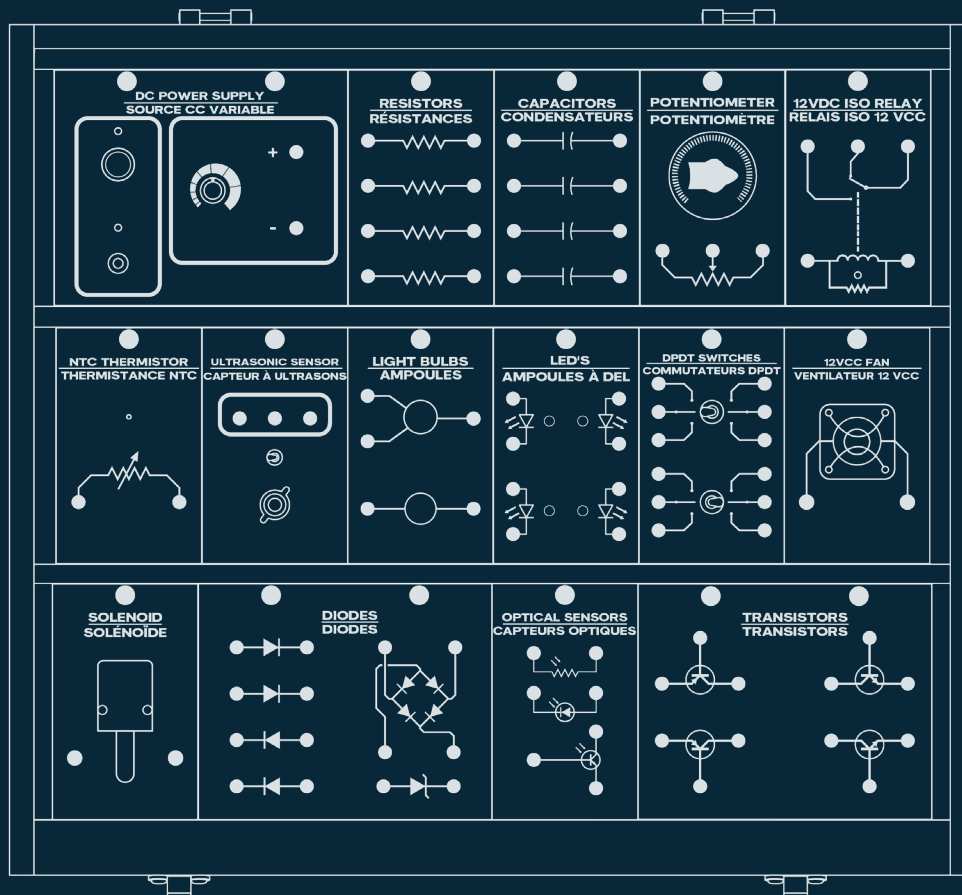 DC POWER SUPPLY
SOURCE CC VARIABLE
+
-
RESISTORS
RÉSISTANCES
CAPACITORS
CONDENSATEURS
POTENTIOMETER
POTENTIOMÈTRE
12VDC ISO RELAY
RELAIS ISO 12 VCC
NTC THERMISTOR
THERMISTANCE NTC
ULTRASONIC SENSOR
CAPTEUR À ULTRASONS
LIGHT BULBS
AMPOULES
LED'S
AMPOULES À DEL
DPDT SWITCHES
COMMUTATEURS DPDT
12VCC FAN
VENTILATEUR 12 VCC
SOLENOID
SOLÉNOÏDE
DIODES
DIODES
OPTICAL SENSORS
CAPTEURS OPTIQUES
TRANSISTORS
TRANSISTORS